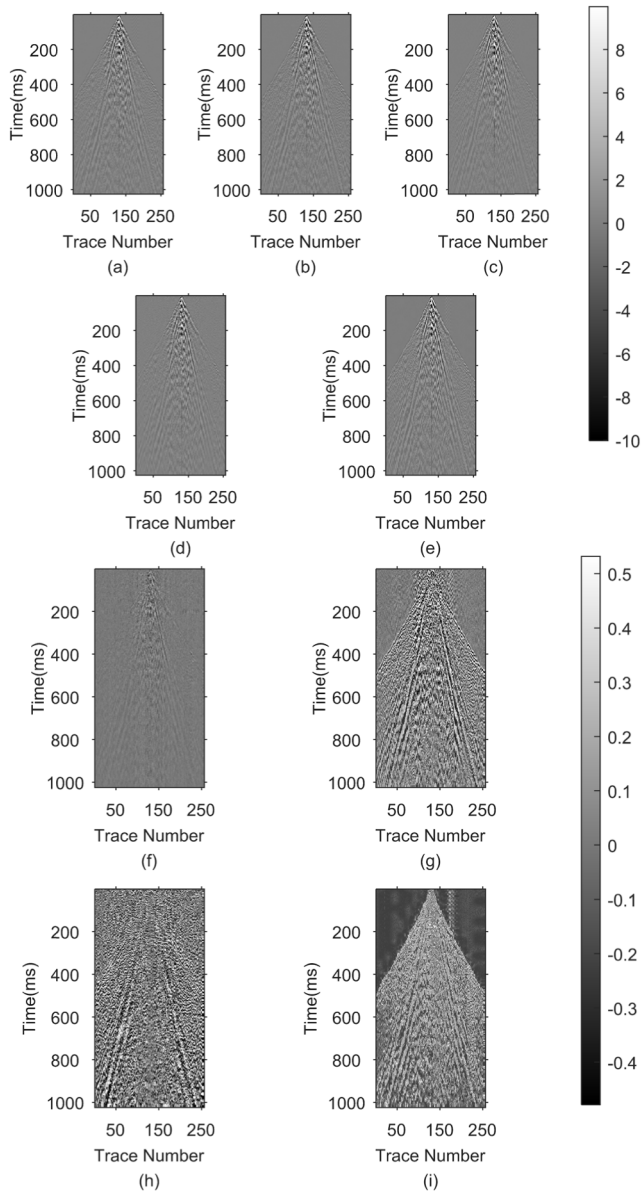 200
400
600
800
1000
Time(ms)
50 150 250
Trace Number
(a)
200
400
600
800
1000
Time(ms)
50 150 250
Trace Number
(b)
200
400
600
800
1000
Time(ms)
50 150 250
Trace Number
(c)
8
6
4
2
0
-2
-4
-6
-8
-10
200
400
600
800
1000
Time(ms)
50 150 250
Trace Number
(d)
200
400
600
800
1000
Time(ms)
50 150 250
Trace Number
(e)
200
400
600
800
1000
Time(ms)
50 150 250
Trace Number
(f)
200
400
600
800
1000
Time(ms)
50 150 250
Trace Number
(g)
0.5
0.4
0.3
0.2
0.1
0
-0.1
-0.2
-0.3
-0.4
200
400
600
800
1000
Time(ms)
50 150 250
Trace Number
(h)
200
400
600
800
1000
Time(ms)
50 150 250
Trace Number
(i)